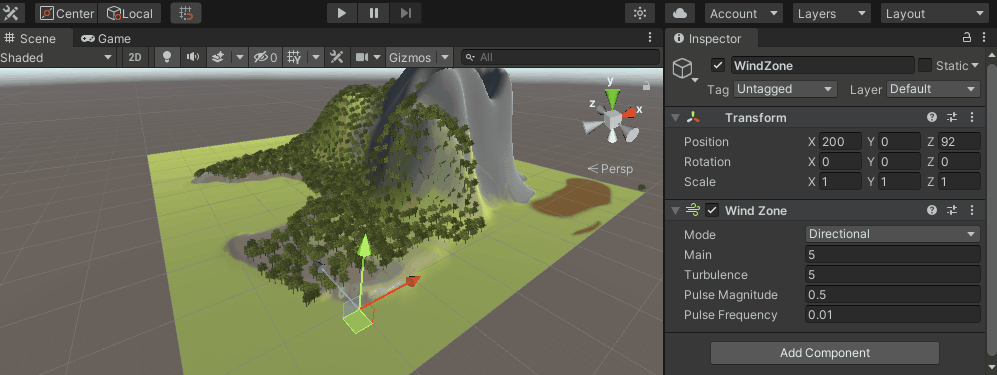 Center Local Account Layers Layout
Scene Game
Inspector
Shaded 2D 0 Gizmos All
WindZone Static
Tag Untagged Layer Default
y
z x
Persp
Transform
Position X 200 Y 0 Z 92
Rotation X 0 Y 0 Z 0
Scale X 1 Y 1 Z 1
Wind Zone
Mode Directional
Main 5
Turbulence 5
Pulse Magnitude 0.5
Pulse Frequency 0.01
Add Component